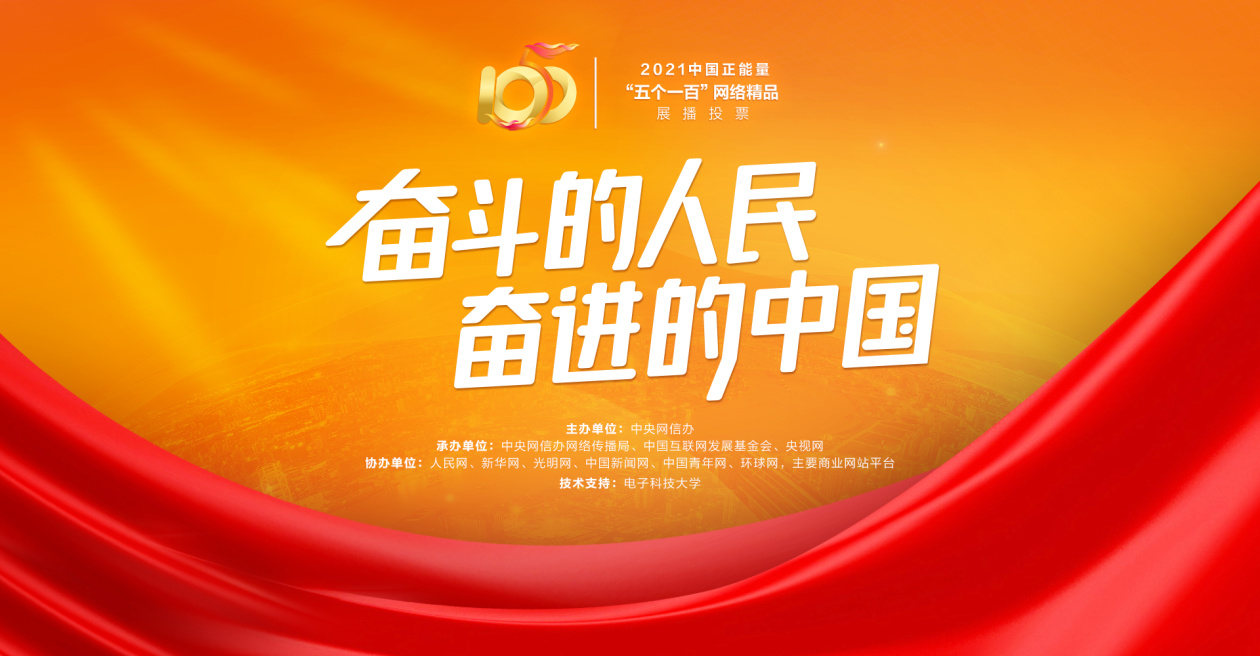 100
2021中国正能量
“五个一百”网络精品
展播投票
奋斗的人民
奋进的中国
主办单位：中央网信办
承办单位：中央网信办网络传播局、中国互联网发展基金会、央视网
协办单位：人民网、新华网、光明网、中国新闻网、中国青年网、环球网，主要商业网站平台
技术支持：电子科技大学